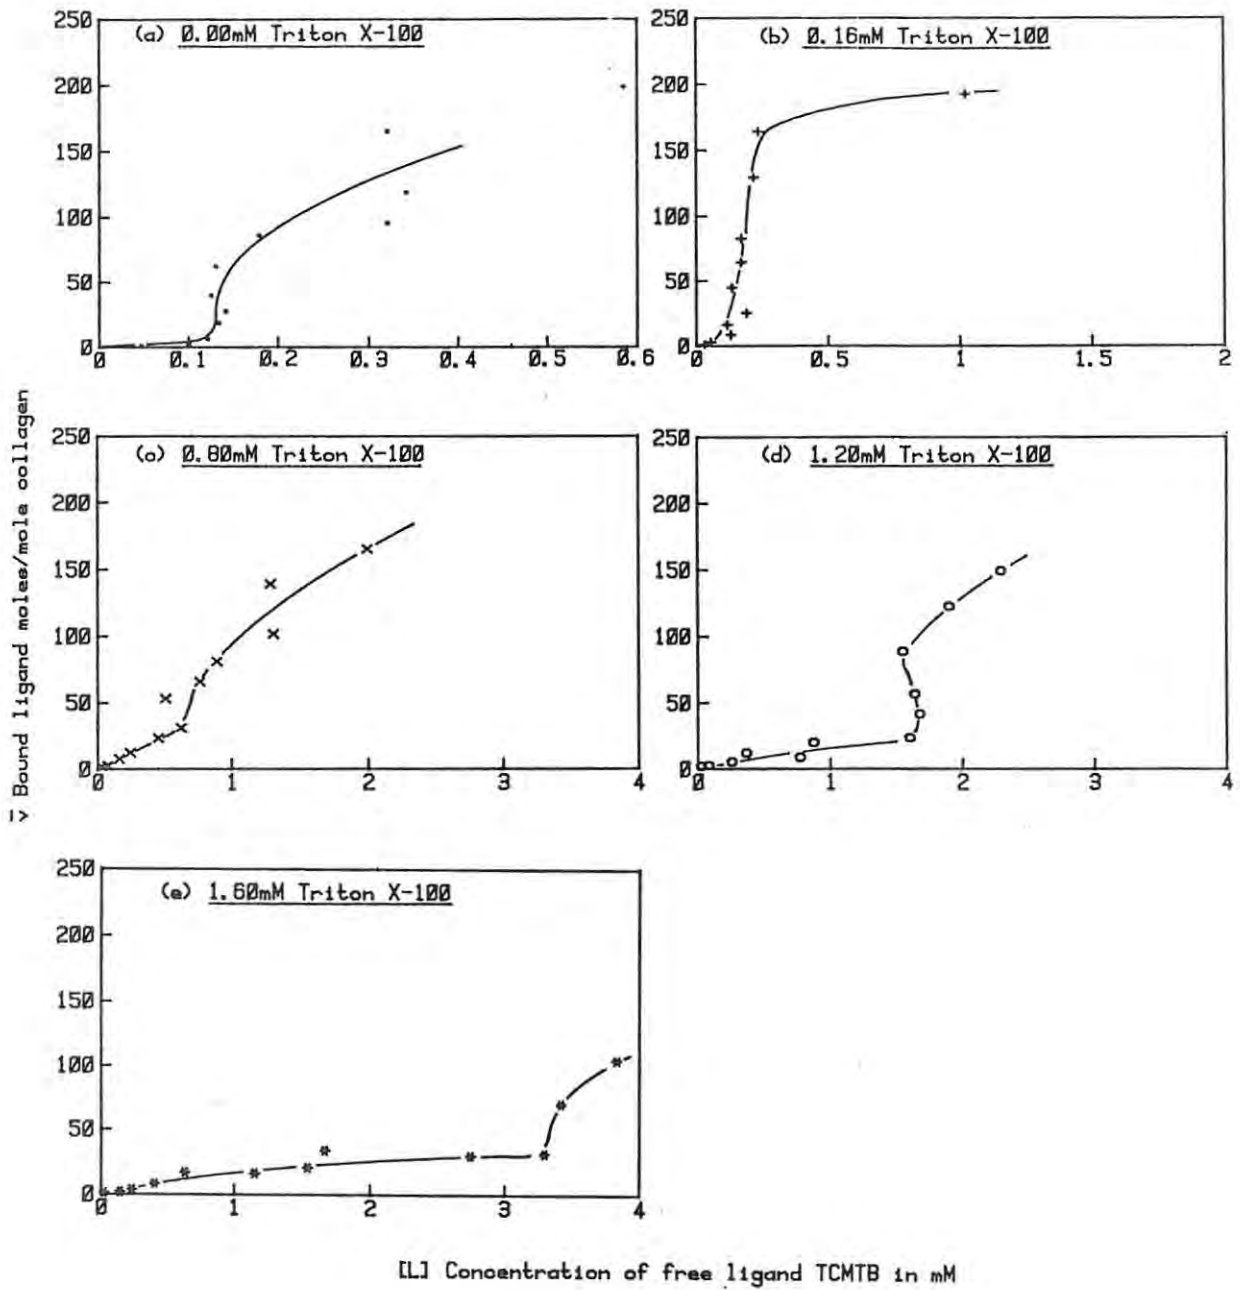 (a) 0.00mM Triton X-100
250
200
150
100
50
0
0 0.1 0.2 0.3 0.4 0.5 0.6
(b) 0.16mM Triton X-100
250
200
150
100
50
0
0 0.5 1 1.5 2
(c) 0.80mM Triton X-100
250
200
150
100
50
0
0 1 2 3 4
(d) 1.20mM Triton X-100
250
200
150
100
50
0
0 1 2 3 4
ν̄ Bound ligand moles/mole collagen
(e) 1.60mM Triton X-100
250
200
150
100
50
0
0 1 2 3 4
[L] Concentration of free ligand TCMTB in mM